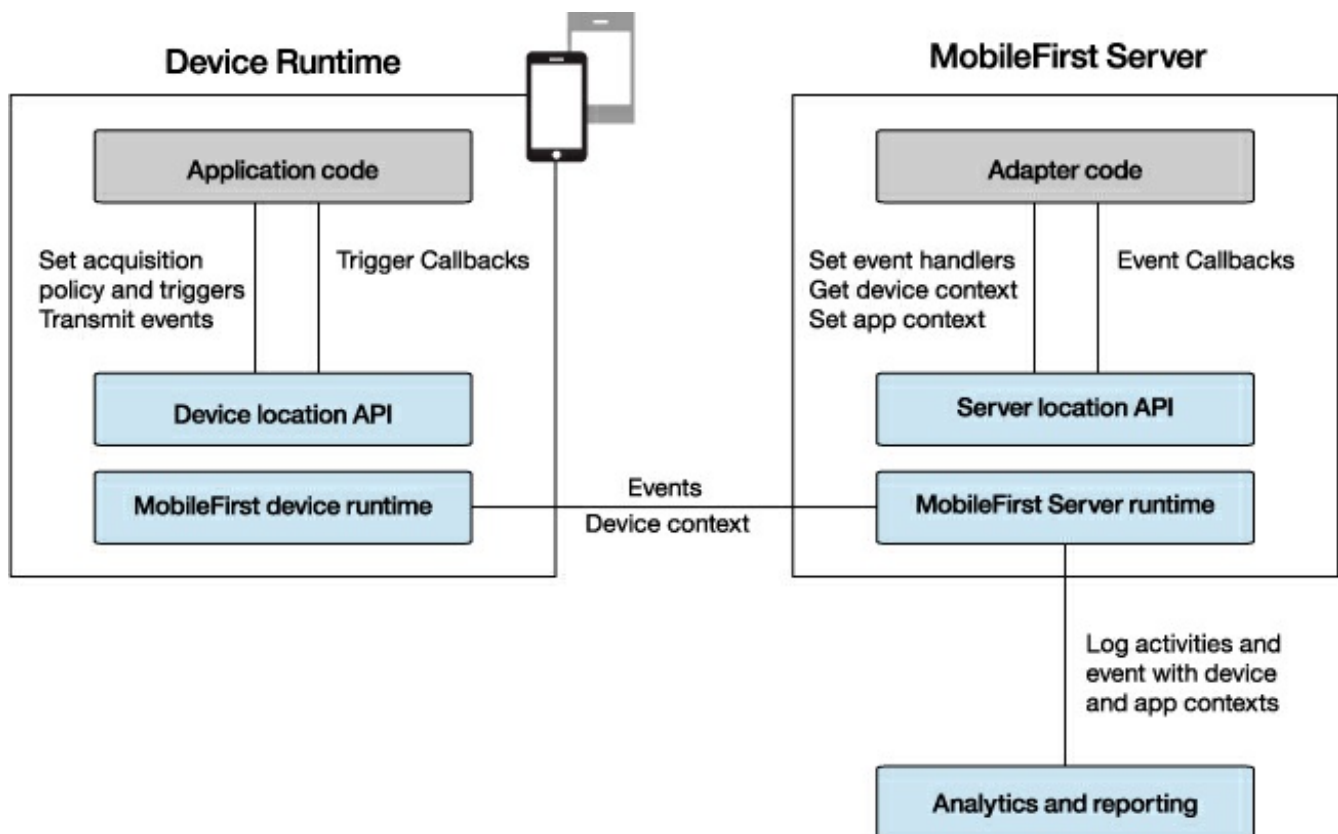 Device Runtime
MobileFirst Server
Application code
Adapter code
Set acquisition
policy and triggers
Transmit events
Trigger Callbacks
Set event handlers
Get device context
Set app context
Event Callbacks
Device location API
Server location API
MobileFirst device runtime
Events
Device context
MobileFirst Server runtime
Log activities and
event with device
and app contexts
Analytics and reporting